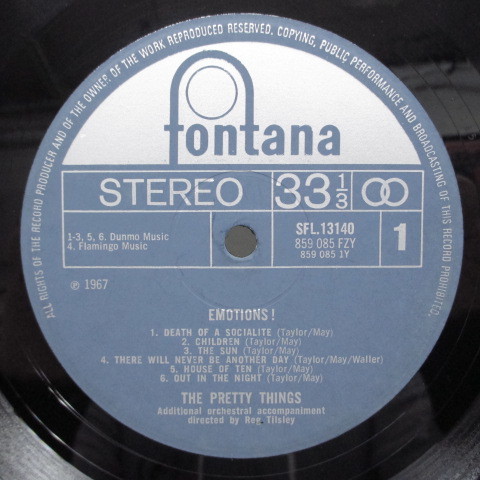 ALL RIGHTS OF THE RECORD PRODUCER AND OF THE OWNER OF THE WORK REPRODUCED RESERVED. COPYING, PUBLIC PERFORMANCE AND BROADCASTING OF THIS RECORD PROHIBITED.
fontana
STEREO 33 1/3
1-3, 5, 6. Dunmo Music
4. Flamingo Music
SFL.13140
859 085 FZY
859 085 1Y
1
℗ 1967
EMOTIONS!
1. DEATH OF A SOCIALITE (Taylor/May)
2. CHILDREN (Taylor/May)
3. THE SUN (Taylor/May)
4. THERE WILL NEVER BE ANOTHER DAY (Taylor/May/Waller)
5. HOUSE OF TEN (Taylor/May)
6. OUT IN THE NIGHT (Taylor/May)
THE PRETTY THINGS
Additional orchestral accompaniment
directed by Reg Tilsley